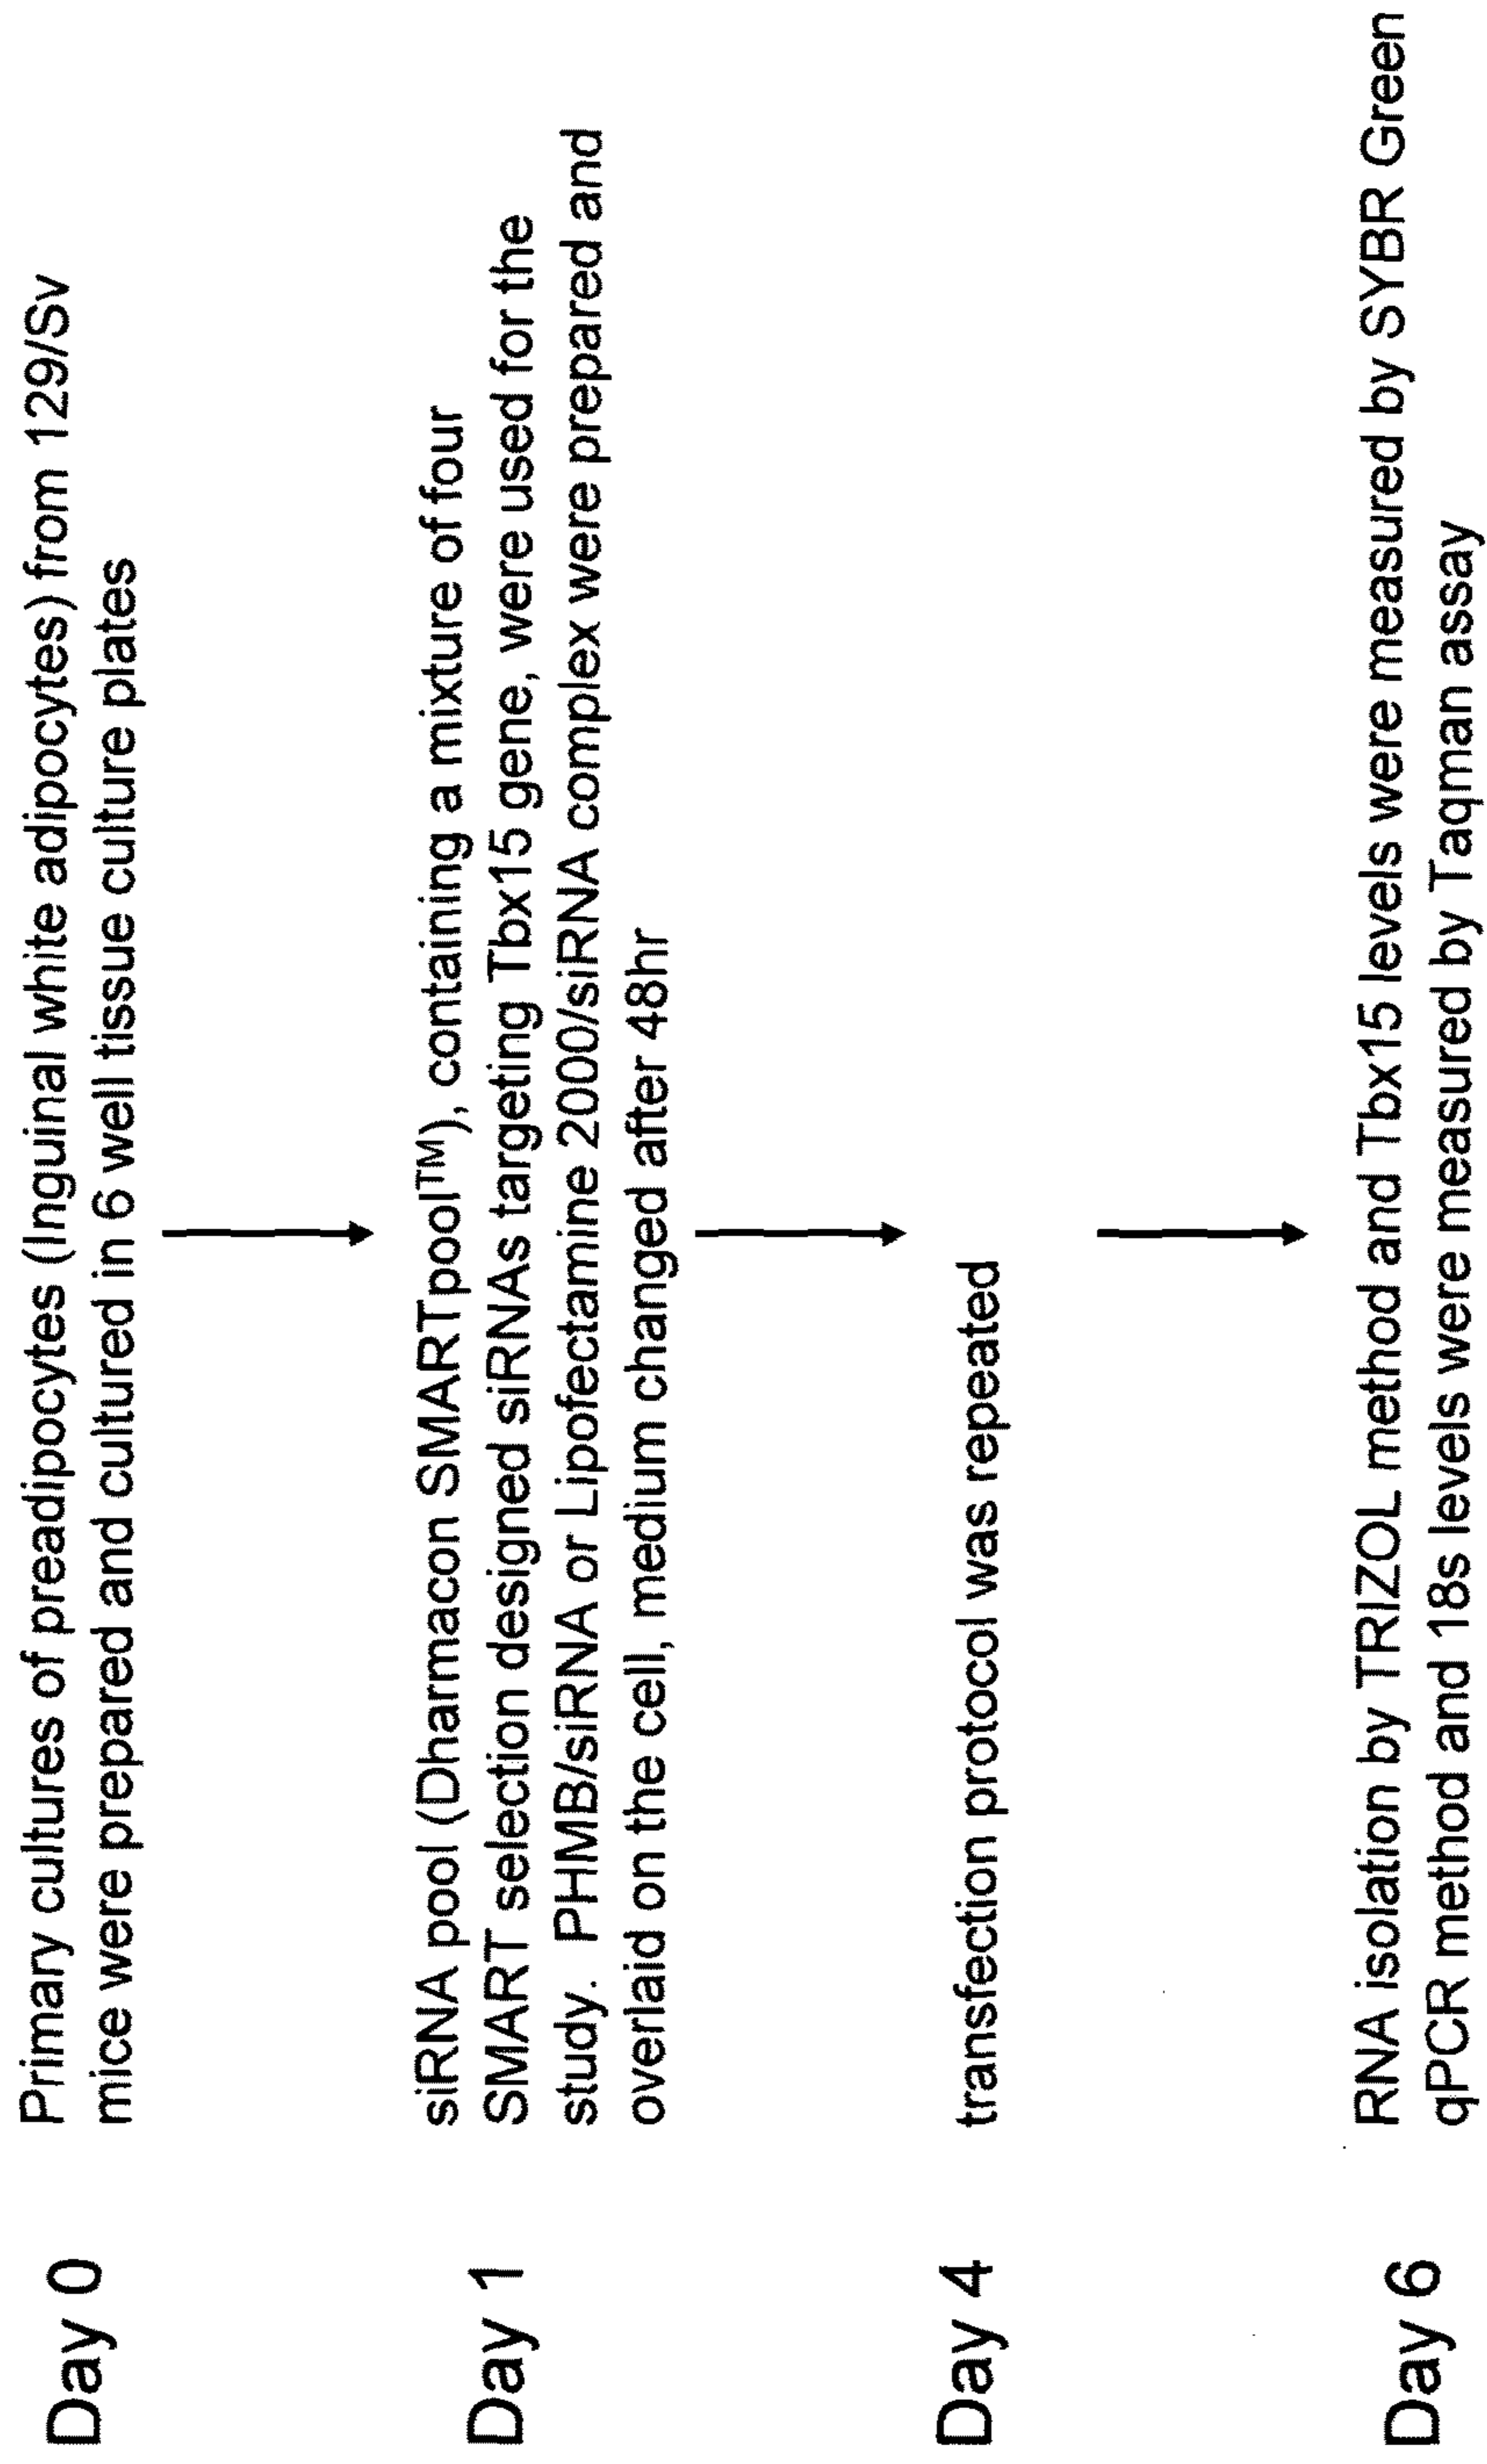 Day 0
Primary cultures of preadipocytes (Inguinal white adipocytes) from 129/Sv
mice were prepared and cultured in 6 well tissue culture plates
Day 1
siRNA pool (Dharmacon SMARTpool™), containing a mixture of four
SMART selection designed siRNAs targeting Tbx15 gene, were used for the
study. PHMB/siRNA or Lipofectamine 2000/siRNA complex were prepared and
overlaid on the cell, medium changed after 48hr
Day 4
transfection protocol was repeated
Day 6
RNA isolation by TRIZOL method and Tbx15 levels were measured by SYBR Green
qPCR method and 18s levels were measured by Taqman assay